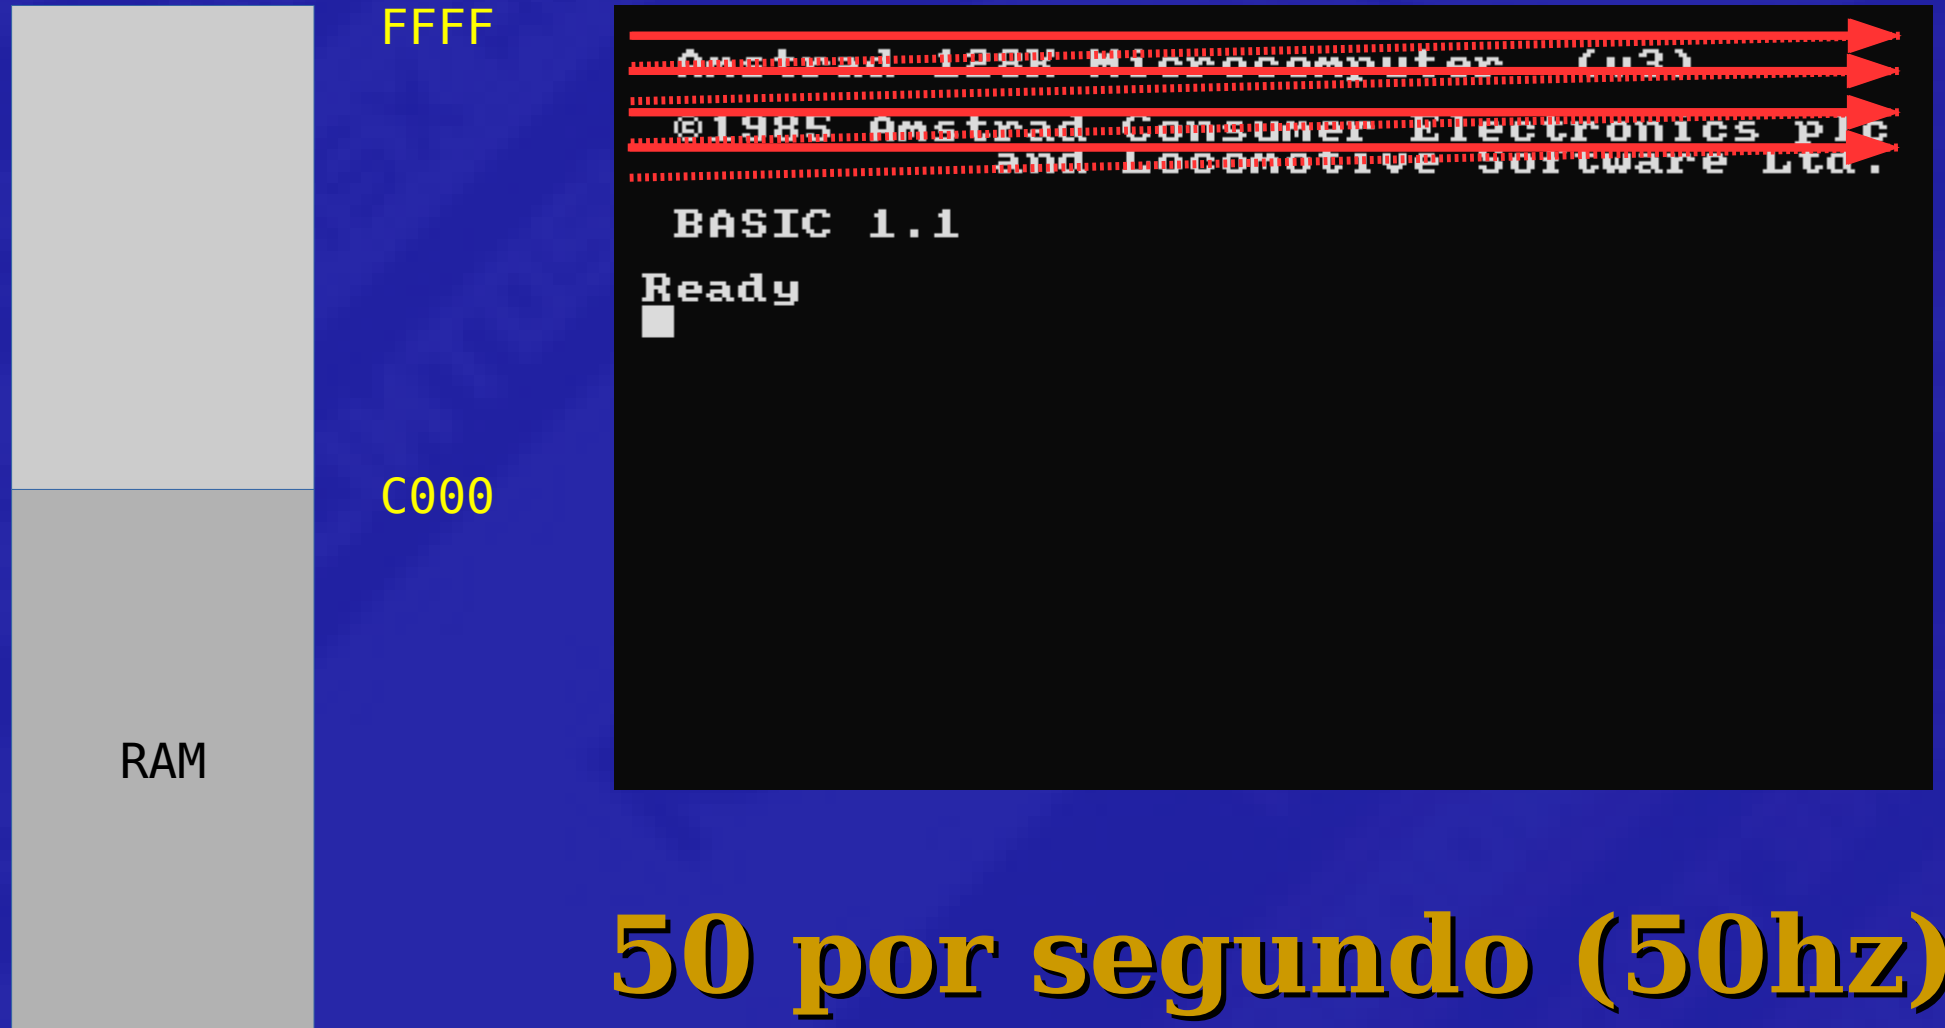 FFFF
Amstrad 128K Microcomputer (v3)
©1985 Amstrad Consumer Electronics plc
and Locomotive Software Ltd.
BASIC 1.1
Ready
C000
RAM
50 por segundo (50hz)